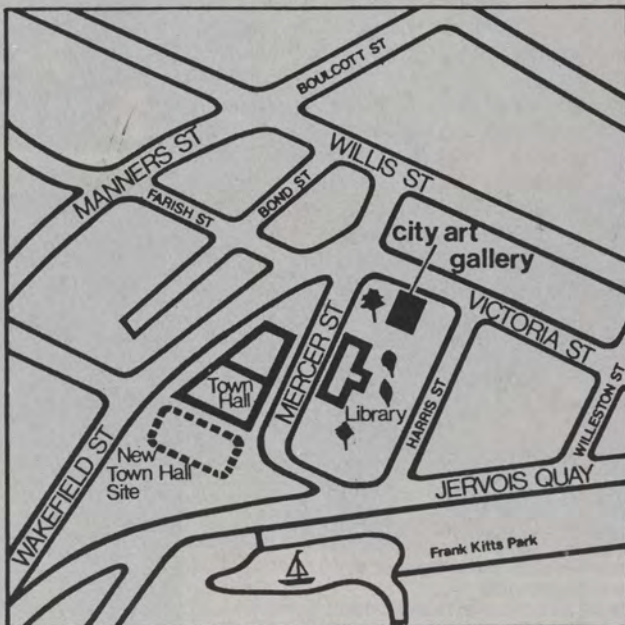 BOULCOTT ST
MANNERS ST
WILLIS ST
FARISH ST
BOND ST
city art
gallery
VICTORIA ST
MERCER ST
Town
Hall
Library
HARRIS ST
WILLESTON ST
New
Town Hall
Site
WAKEFIELD ST
JERVOIS QUAY
Frank Kitts Park